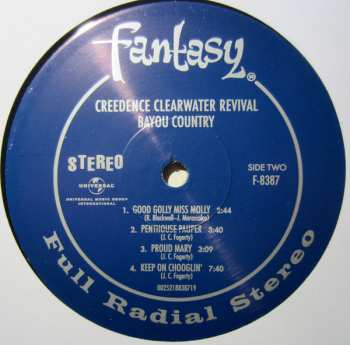 Fantasy®
CREEDENCE CLEARWATER REVIVAL
BAYOU COUNTRY
STEREO
SIDE TWO
F-8387
UNIVERSAL
UNIVERSAL MUSIC GROUP
INTERNATIONAL
1. GOOD GOLLY MISS MOLLY 2:44
(R. Blackwell–J. Marascalco)
2. PENTHOUSE PAUPER 3:40
(J. C. Fogerty)
3. PROUD MARY 3:09
(J. C. Fogerty)
4. KEEP ON CHOOGLIN' 7:40
(J. C. Fogerty)
0025218838719
Full Radial Stereo